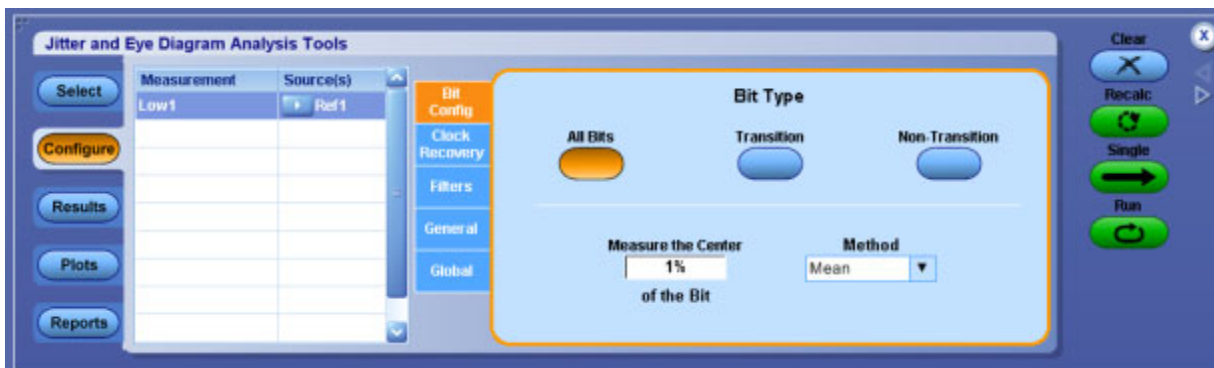 Jitter and Eye Diagram Analysis Tools
Select
Configure
Results
Plots
Reports
Measurement Source(s)
Low1 Ref1
Bit Config
Clock Recovery
Filters
General
Global
Bit Type
All Bits Transition Non-Transition
Measure the Center
1%
of the Bit
Method
Mean
Clear
X
Recalc
Single
Run